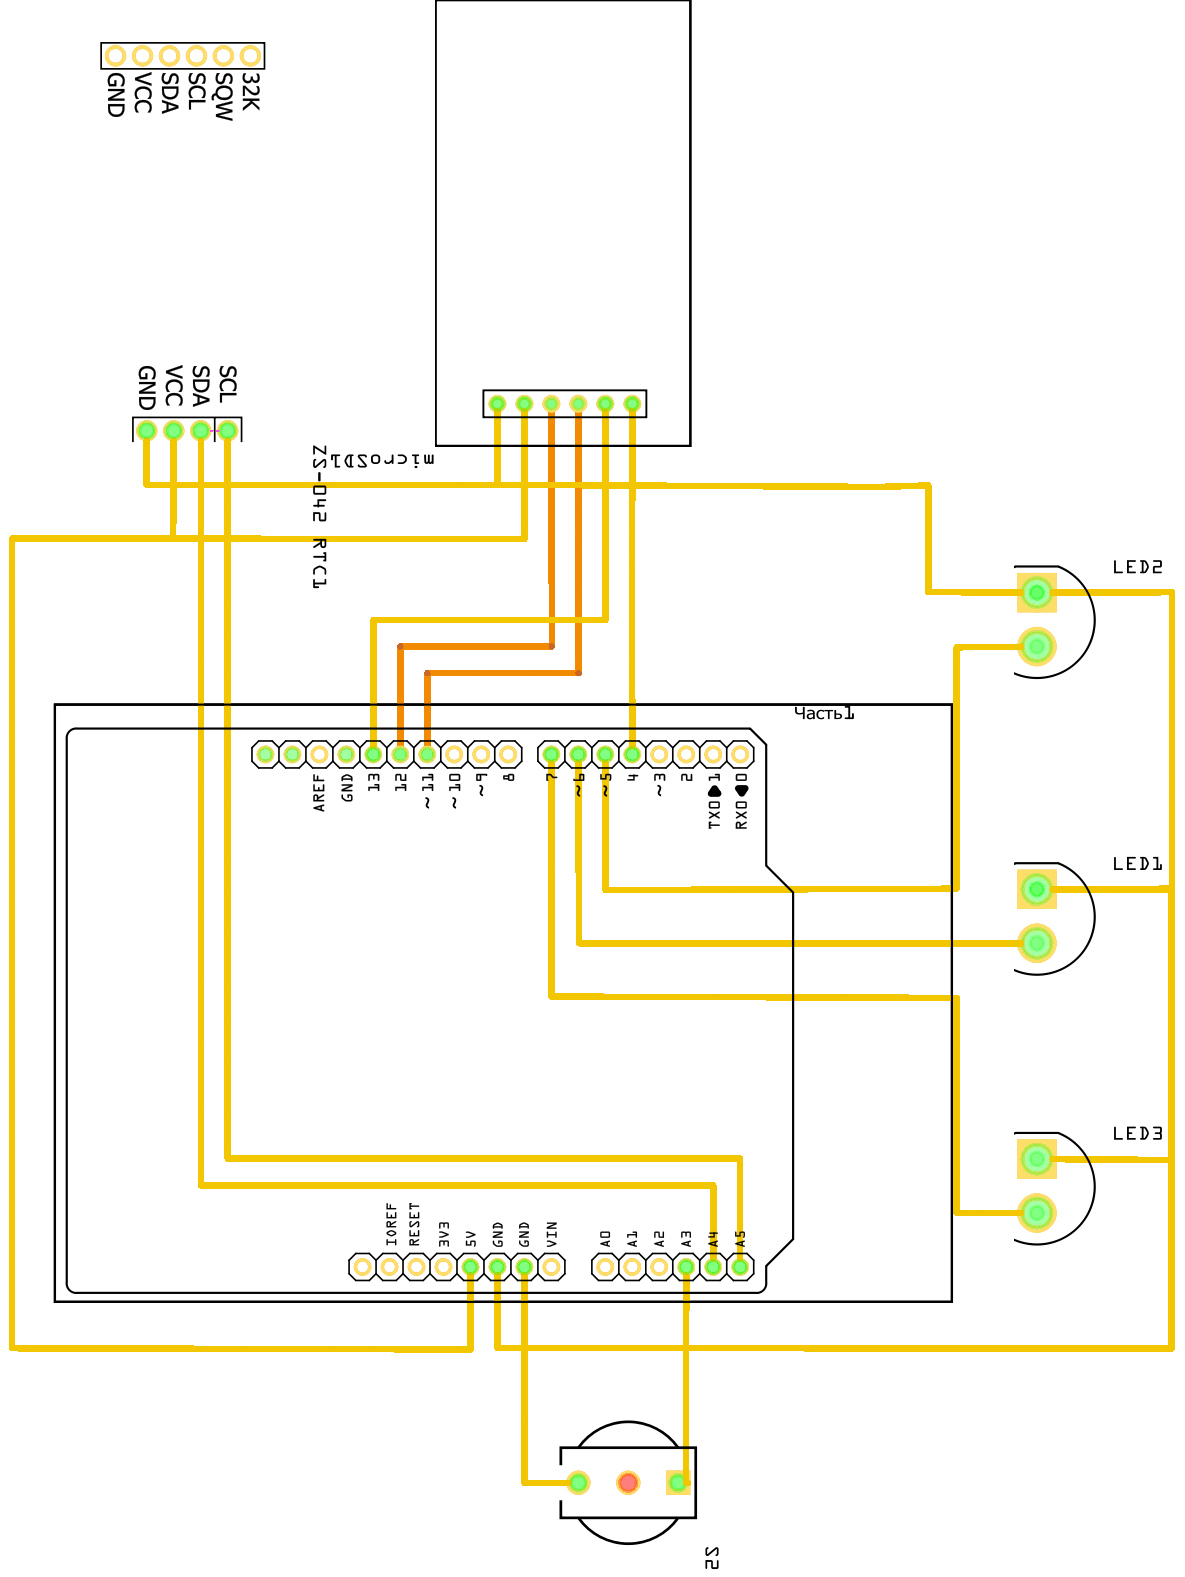 GND
VCC
SDA
SCL
SQW
32K
GND
VCC
SDA
SCL
microSD1
ZS-042 RTC1
LED2
Часть1
AREF
GND
13
12
~11
~10
~9
8
7
~6
~5
4
~3
2
TX0 1
RX0 0
LED1
LED3
IOREF
RESET
3V3
5V
GND
GND
VIN
A0
A1
A2
A3
A4
A5
S2